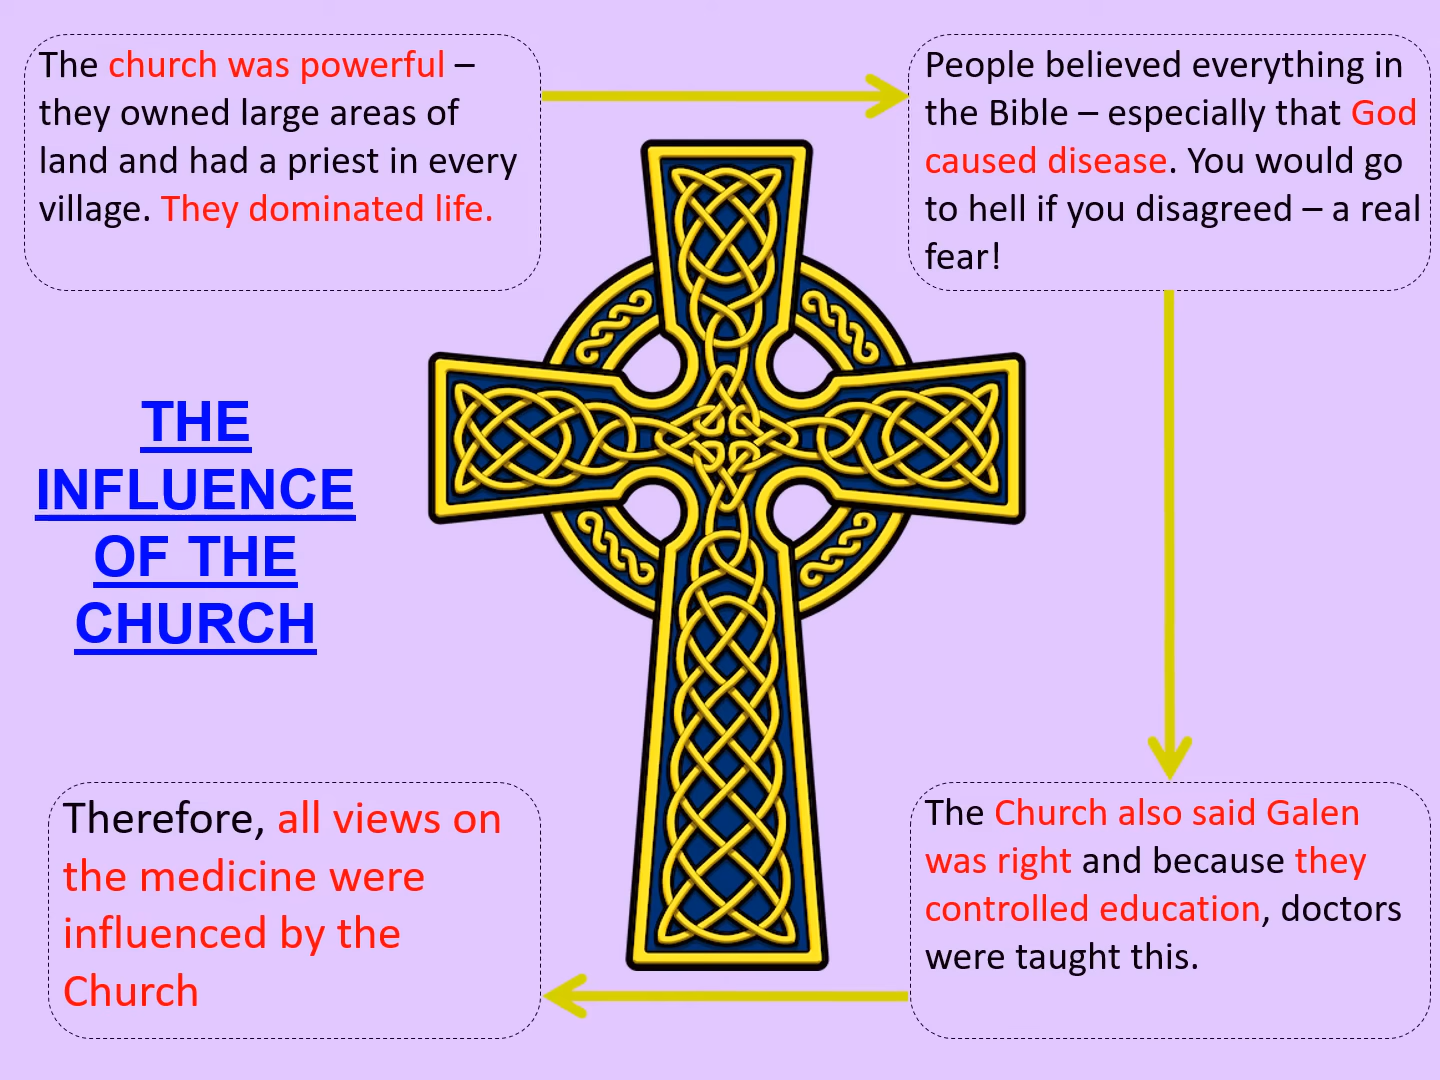 The church was powerful –
they owned large areas of
land and had a priest in every
village. They dominated life.
People believed everything in
the Bible – especially that God
caused disease. You would go
to hell if you disagreed – a real
fear!
THE
INFLUENCE
OF THE
CHURCH
The Church also said Galen
was right and because they
controlled education, doctors
were taught this.
Therefore, all views on
the medicine were
influenced by the
Church